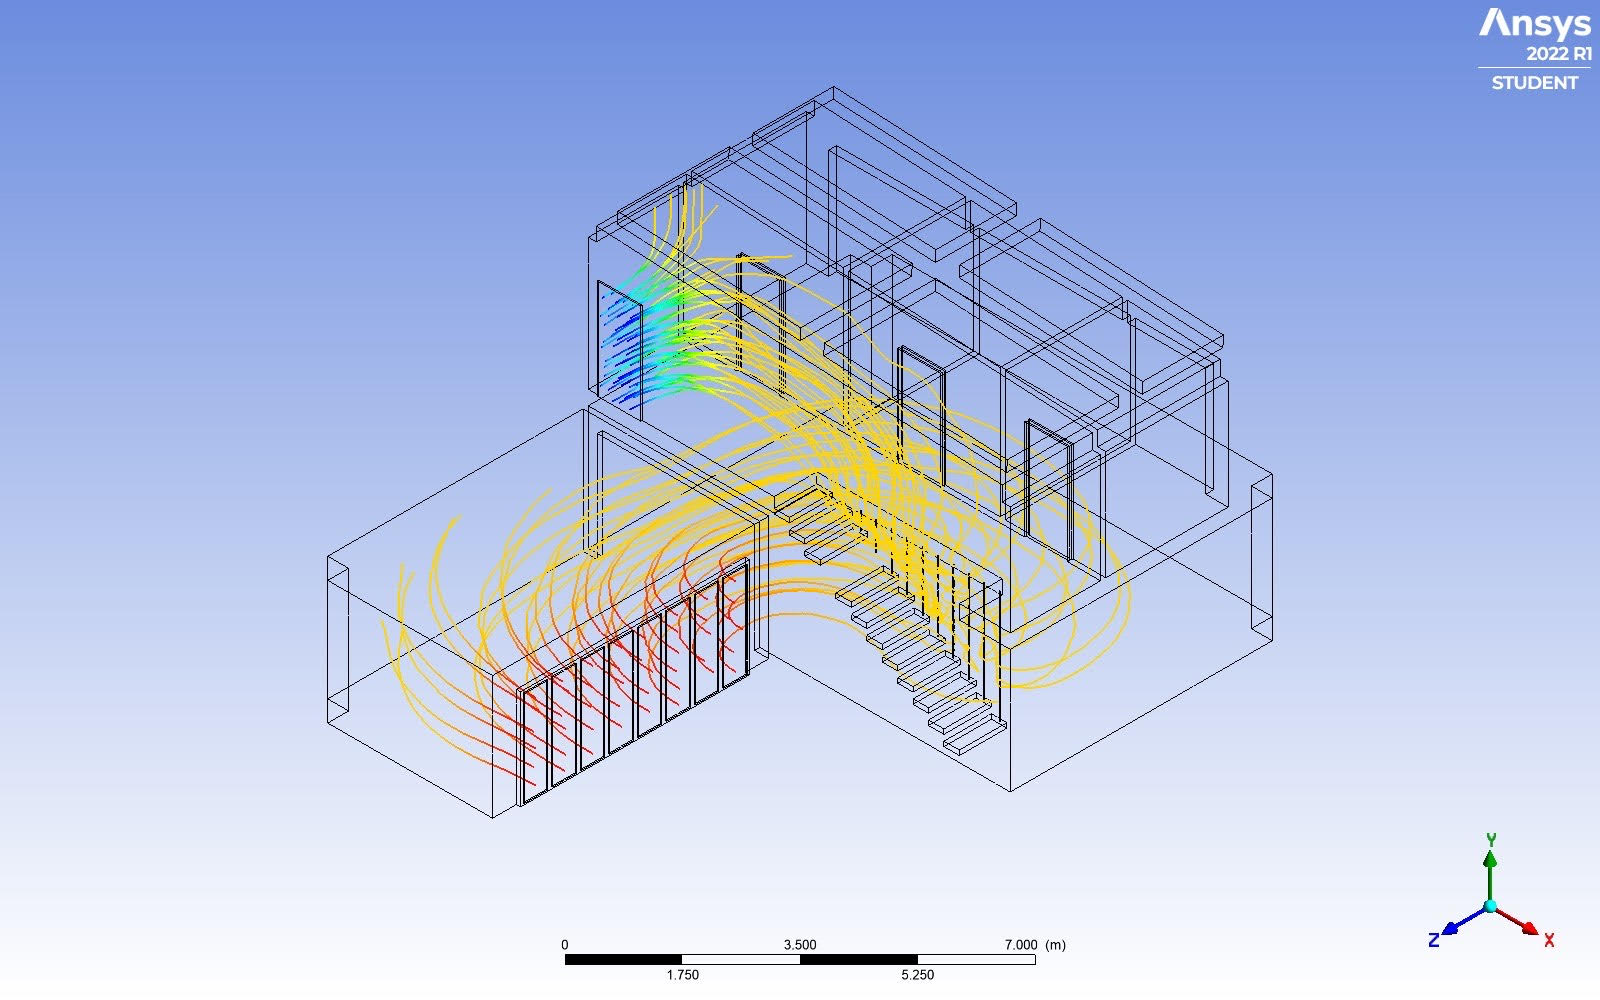 Ansys
2022 R1
STUDENT
Y
Z
X
0 3.500 7.000 (m)
1.750 5.250